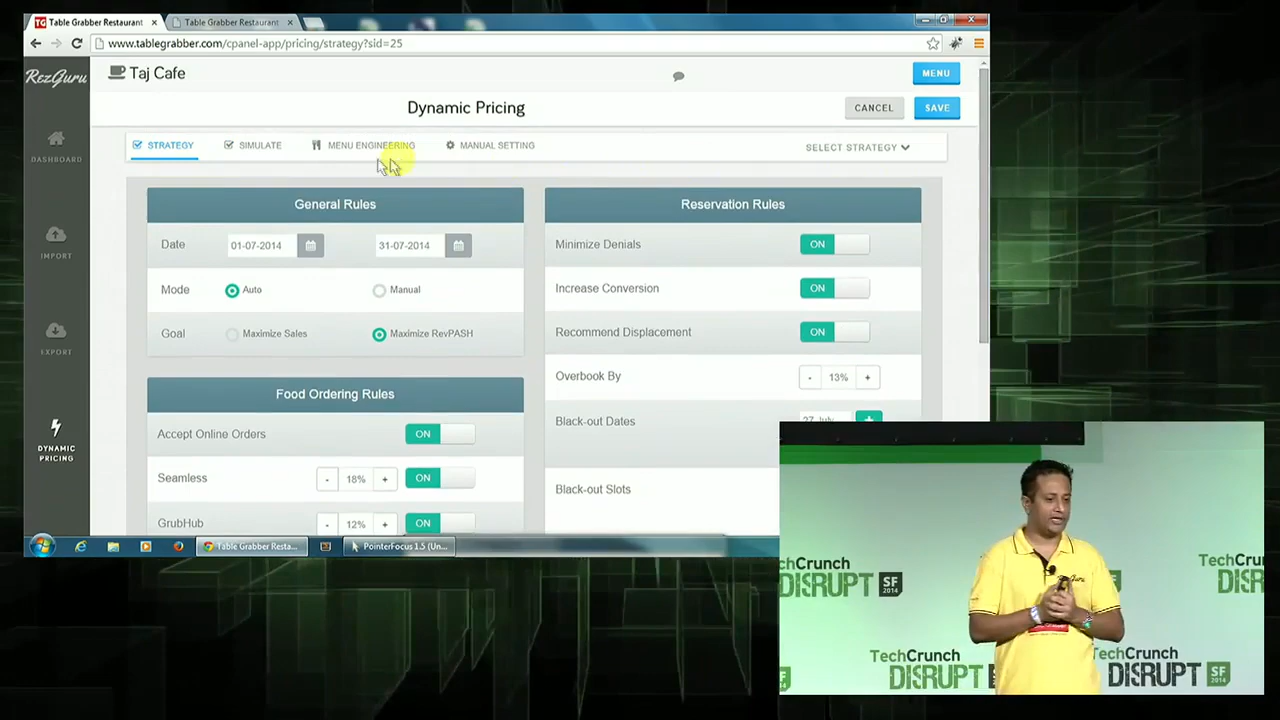 TG Table Grabber Restaurant
Table Grabber Restaurant
www.tablegrabber.com/cpanel-app/pricing/strategy?sid=25
RezGuru
Taj Cafe
MENU
Dynamic Pricing
CANCEL
SAVE
STRATEGY
SIMULATE
MENU ENGINEERING
MANUAL SETTING
SELECT STRATEGY
DASHBOARD
IMPORT
EXPORT
DYNAMIC
PRICING
General Rules
Date
01-07-2014
31-07-2014
Mode
Auto
Manual
Goal
Maximize Sales
Maximize RevPASH
Food Ordering Rules
Accept Online Orders
ON
Seamless
-
18%
+
ON
GrubHub
-
12%
+
ON
Reservation Rules
Minimize Denials
ON
Increase Conversion
ON
Recommend Displacement
ON
Overbook By
-
13%
+
Black-out Dates
27 July
+
Black-out Slots
Table Grabber Resta...
PointerFocus 1.5 (Un...
TechCrunch
DISRUPT SF
2014
TechCrunch
DISR
TechCrunch
DISRUPT
TechCrunch
DISRUPT SF
2014